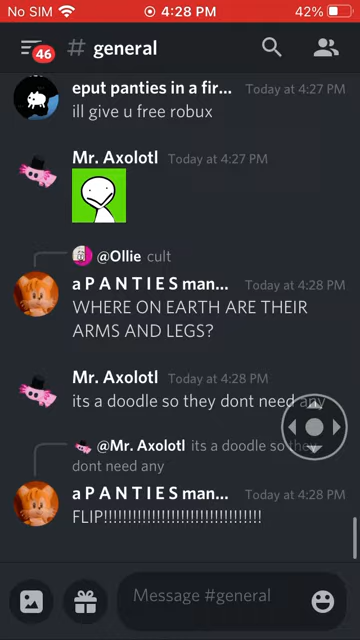 No SIM 4:28 PM 42%
46 # general
eput panties in a fir... Today at 4:27 PM
ill give u free robux
Mr. Axolotl Today at 4:27 PM
@Ollie cult
a P A N T I E S man... Today at 4:28 PM
WHERE ON EARTH ARE THEIR
ARMS AND LEGS?
Mr. Axolotl Today at 4:28 PM
its a doodle so they dont need any
@Mr. Axolotl its a doodle so they
dont need any
a P A N T I E S man... Today at 4:28 PM
FLIP!!!!!!!!!!!!!!!!!!!!!!!!!!!!!!!!!
Message #general